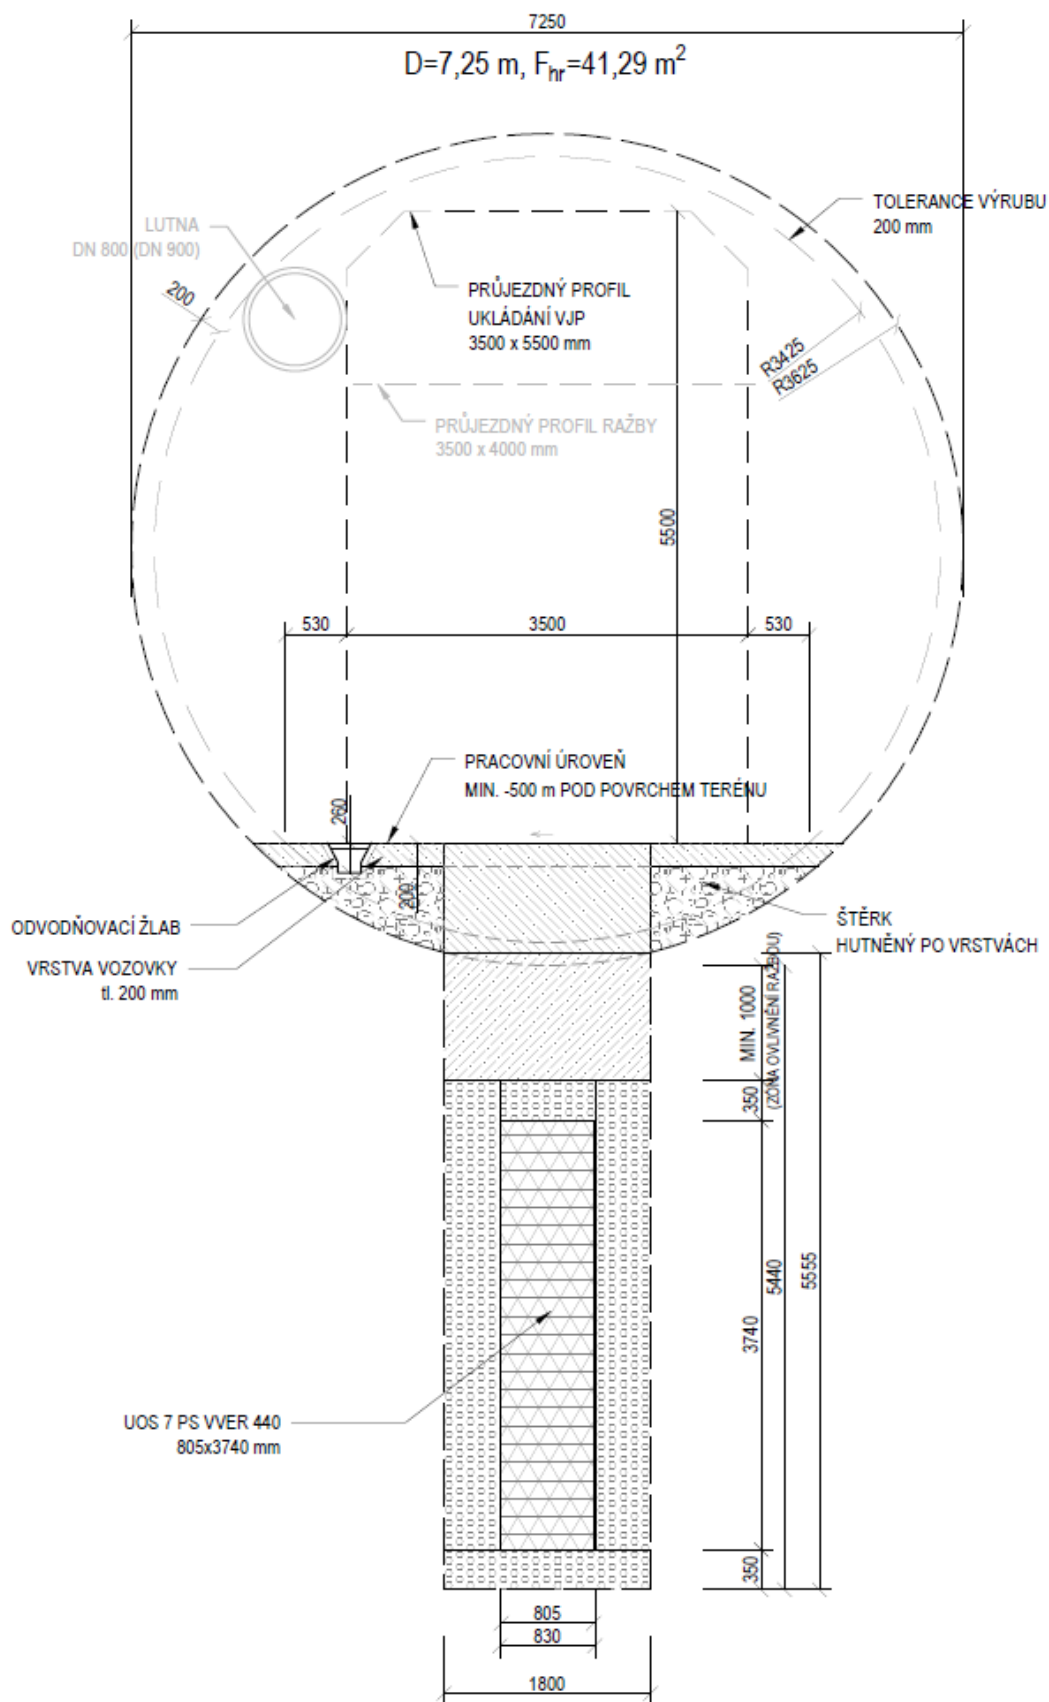 7250
D=7,25 m, Fhr=41,29 m²
TOLERANCE VÝRUBU
200 mm
LUTNA
DN 800 (DN 900)
200
PRŮJEZDNÝ PROFIL
UKLÁDÁNÍ VJP
3500 x 5500 mm
R3425
R3625
PRŮJEZDNÝ PROFIL RAŽBY
3500 x 4000 mm
5500
530
3500
530
PRACOVNÍ ÚROVEŇ
MIN. -500 m POD POVRCHEM TERÉNU
260
200
ODVODŇOVACÍ ŽLAB
VRSTVA VOZOVKY
tl. 200 mm
ŠTĚRK
HUTNĚNÝ PO VRSTVÁCH
MIN. 1000
(ZÓNA OVLIVNĚNÍ RAŽBOU)
350
3740
5440
5555
350
UOS 7 PS VVER 440
805x3740 mm
805
830
1800